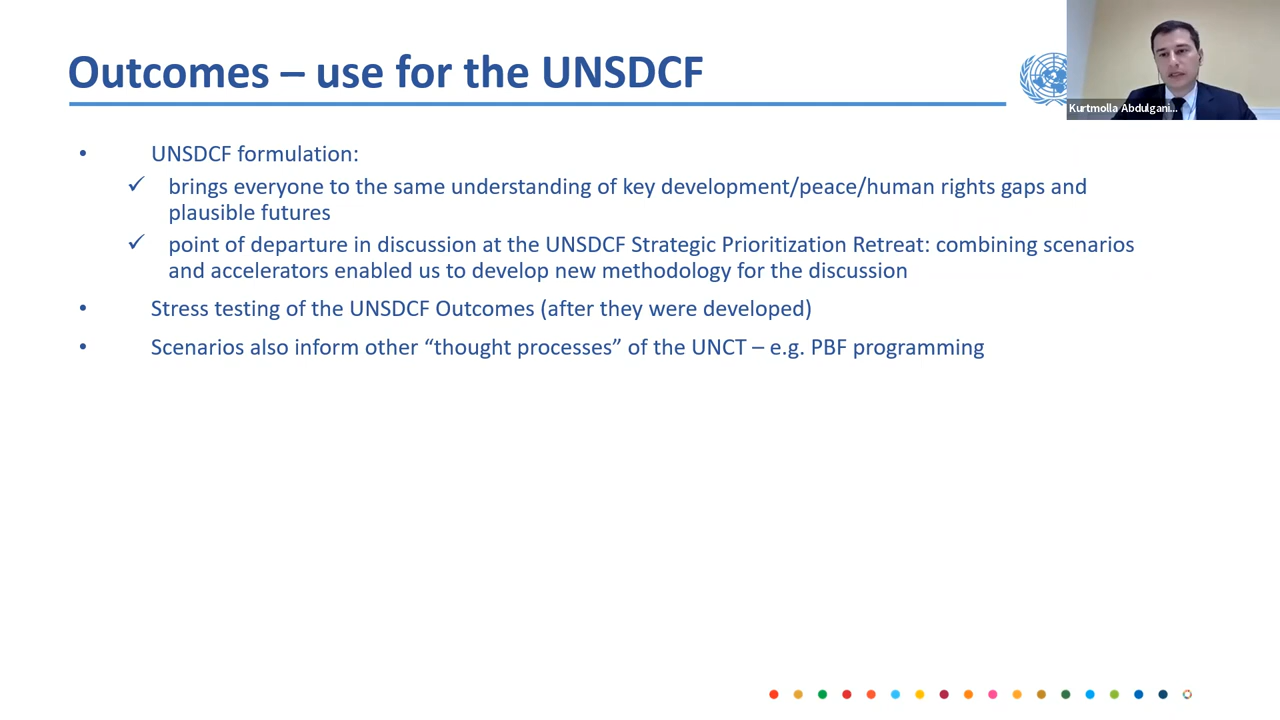 Outcomes – use for the UNSDCF
Kurtmolla Abdulgani...
• UNSDCF formulation:
✓ brings everyone to the same understanding of key development/peace/human rights gaps and
plausible futures
✓ point of departure in discussion at the UNSDCF Strategic Prioritization Retreat: combining scenarios
and accelerators enabled us to develop new methodology for the discussion
• Stress testing of the UNSDCF Outcomes (after they were developed)
• Scenarios also inform other “thought processes” of the UNCT – e.g. PBF programming